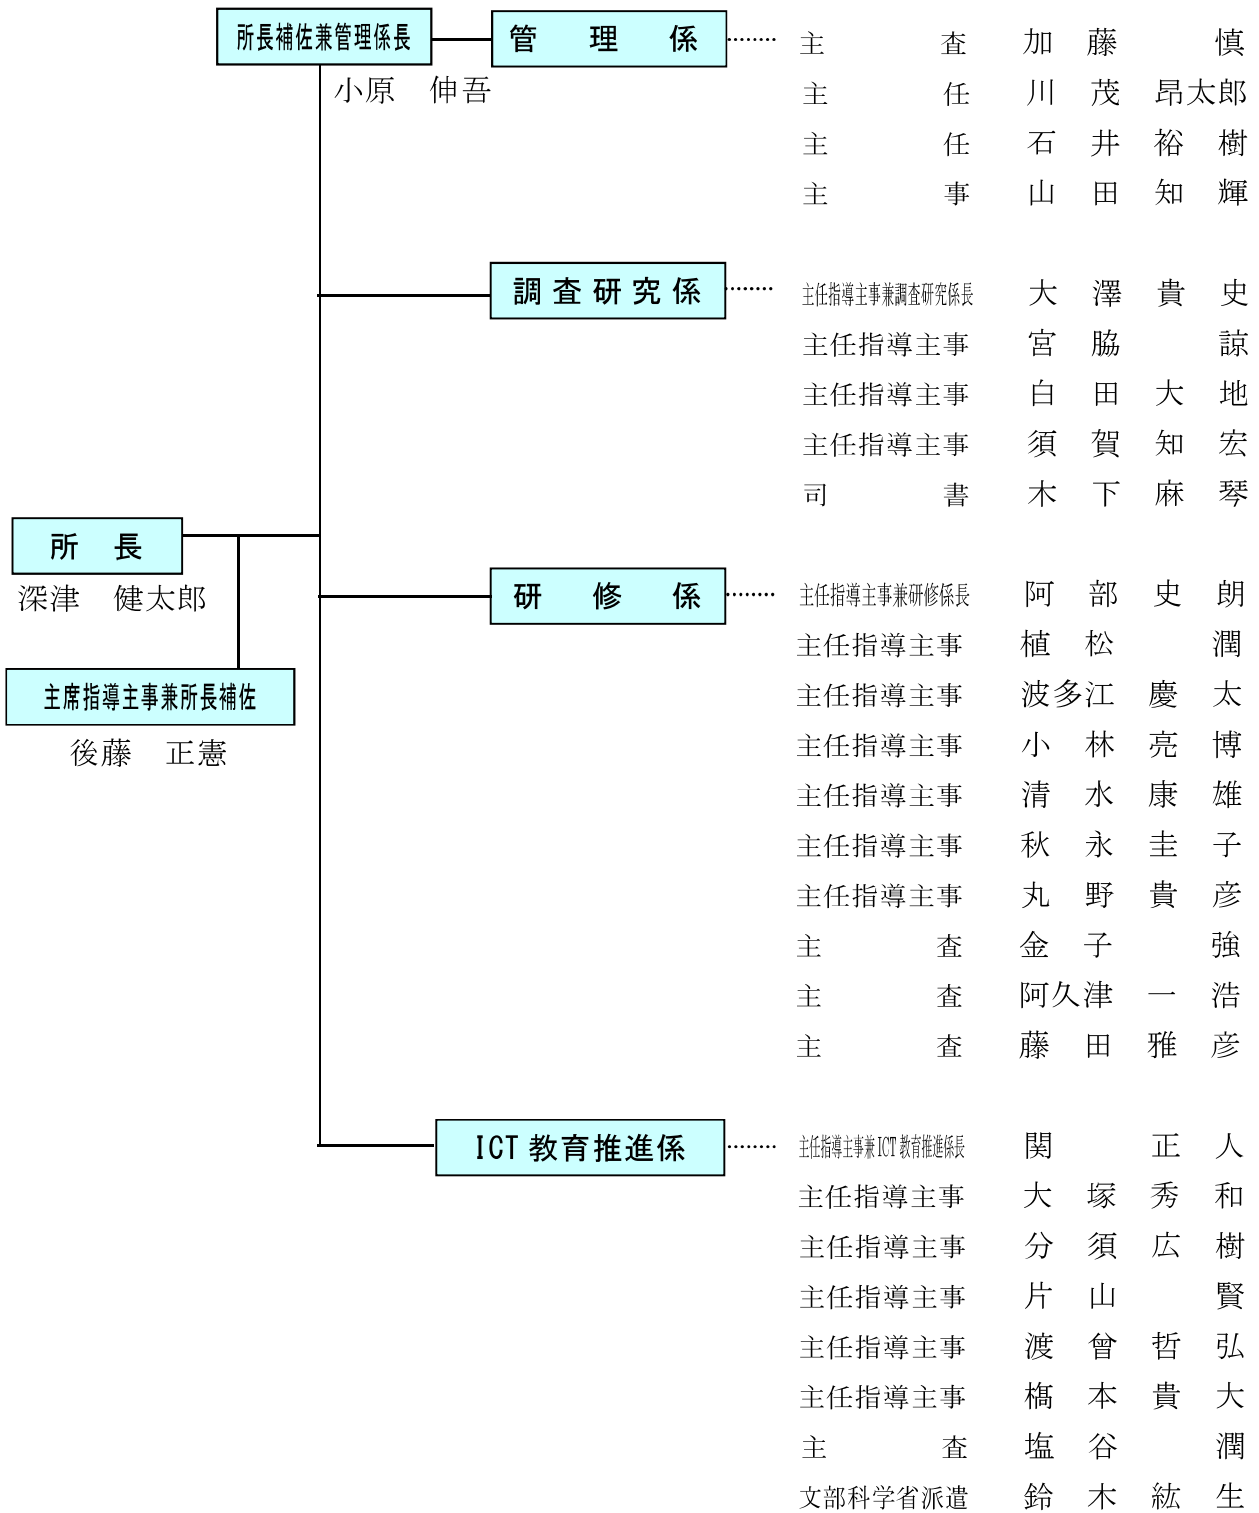 所長補佐兼管理係長
小原 伸吾
管理係
主査 加藤 慎
主任 川茂 昂太郎
主任 石井裕樹
主事 山田知輝
調査研究係
主任指導主事兼調査研究係長 大澤貴史
主任指導主事 宮脇 諒
主任指導主事 白田大地
主任指導主事 須賀知宏
司書 木下麻琴
所長
深津 健太郎
主席指導主事兼所長補佐
後藤 正憲
研修係
主任指導主事兼研修係長 阿部史朗
主任指導主事 植松 潤
主任指導主事 波多江慶太
主任指導主事 小林亮博
主任指導主事 清水康雄
主任指導主事 秋永圭子
主任指導主事 丸野貴彦
主査 金子 強
主査 阿久津一浩
主査 藤田雅彦
ICT教育推進係
主任指導主事兼ICT教育推進係長 関 正人
主任指導主事 大塚秀和
主任指導主事 分須広樹
主任指導主事 片山 賢
主任指導主事 渡曾哲弘
主任指導主事 槗本貴大
主査 塩谷 潤
文部科学省派遣 鈴木紘生